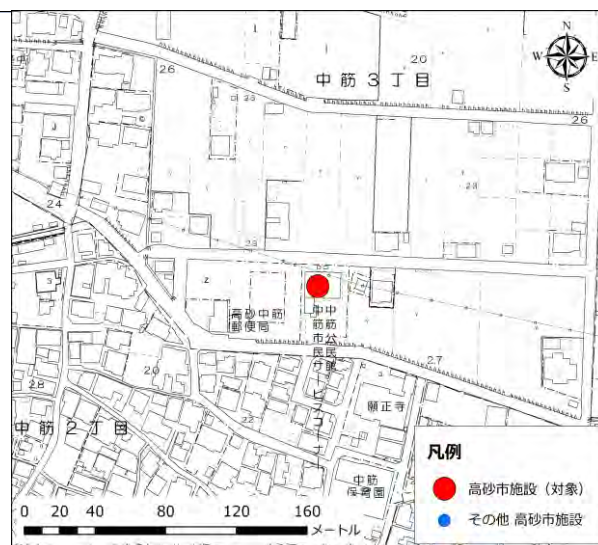 N
W E
S
26
20
中筋3丁目
26
24
高砂中筋
郵便局
中筋公民館
中筋市民サービスコーナー
27
願正寺
20
22
28
中筋2丁目
中筋
保育園
凡例
高砂市施設（対象）
その他 高砂市施設
0 20 40 80 120 160
メートル